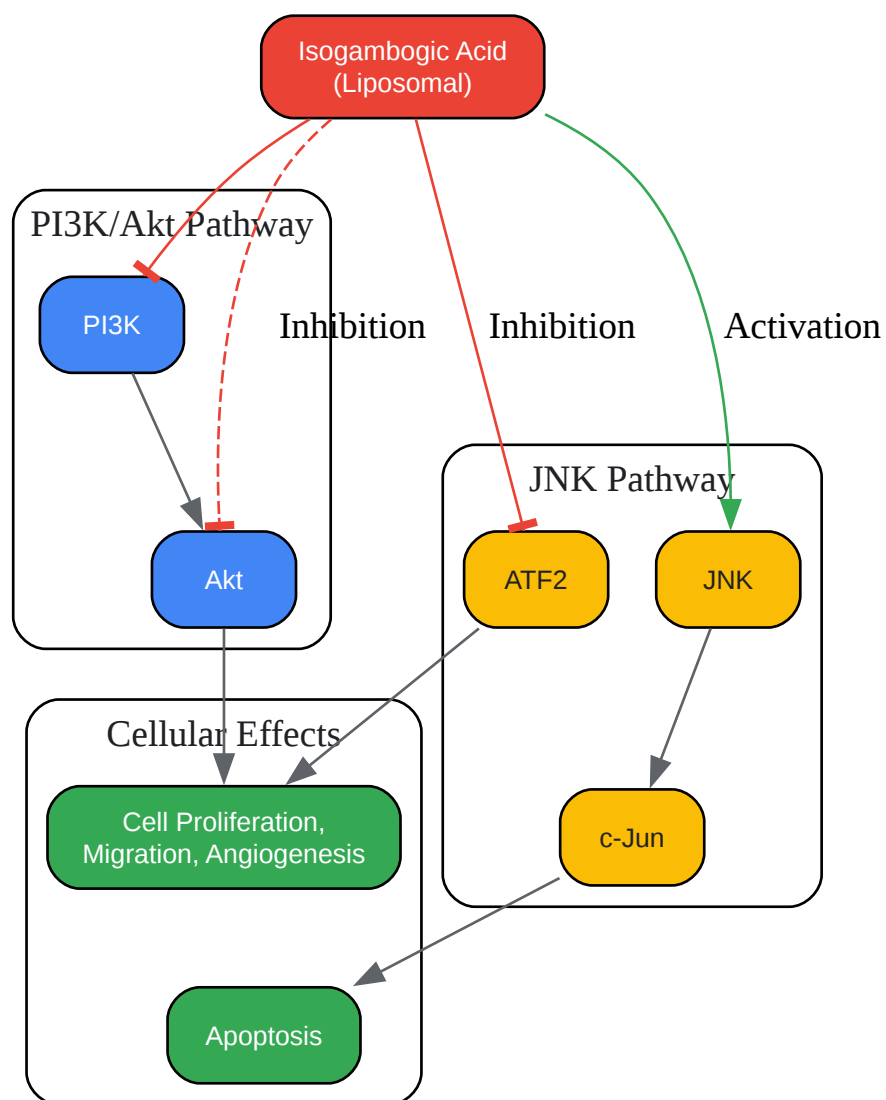 Isogambogic Acid
(Liposomal)
PI3K/Akt Pathway
PI3K
Inhibition
Inhibition
Activation
JNK Pathway
Akt
ATF2
JNK
Cellular Effects
Cell Proliferation,
Migration, Angiogenesis
c-Jun
Apoptosis